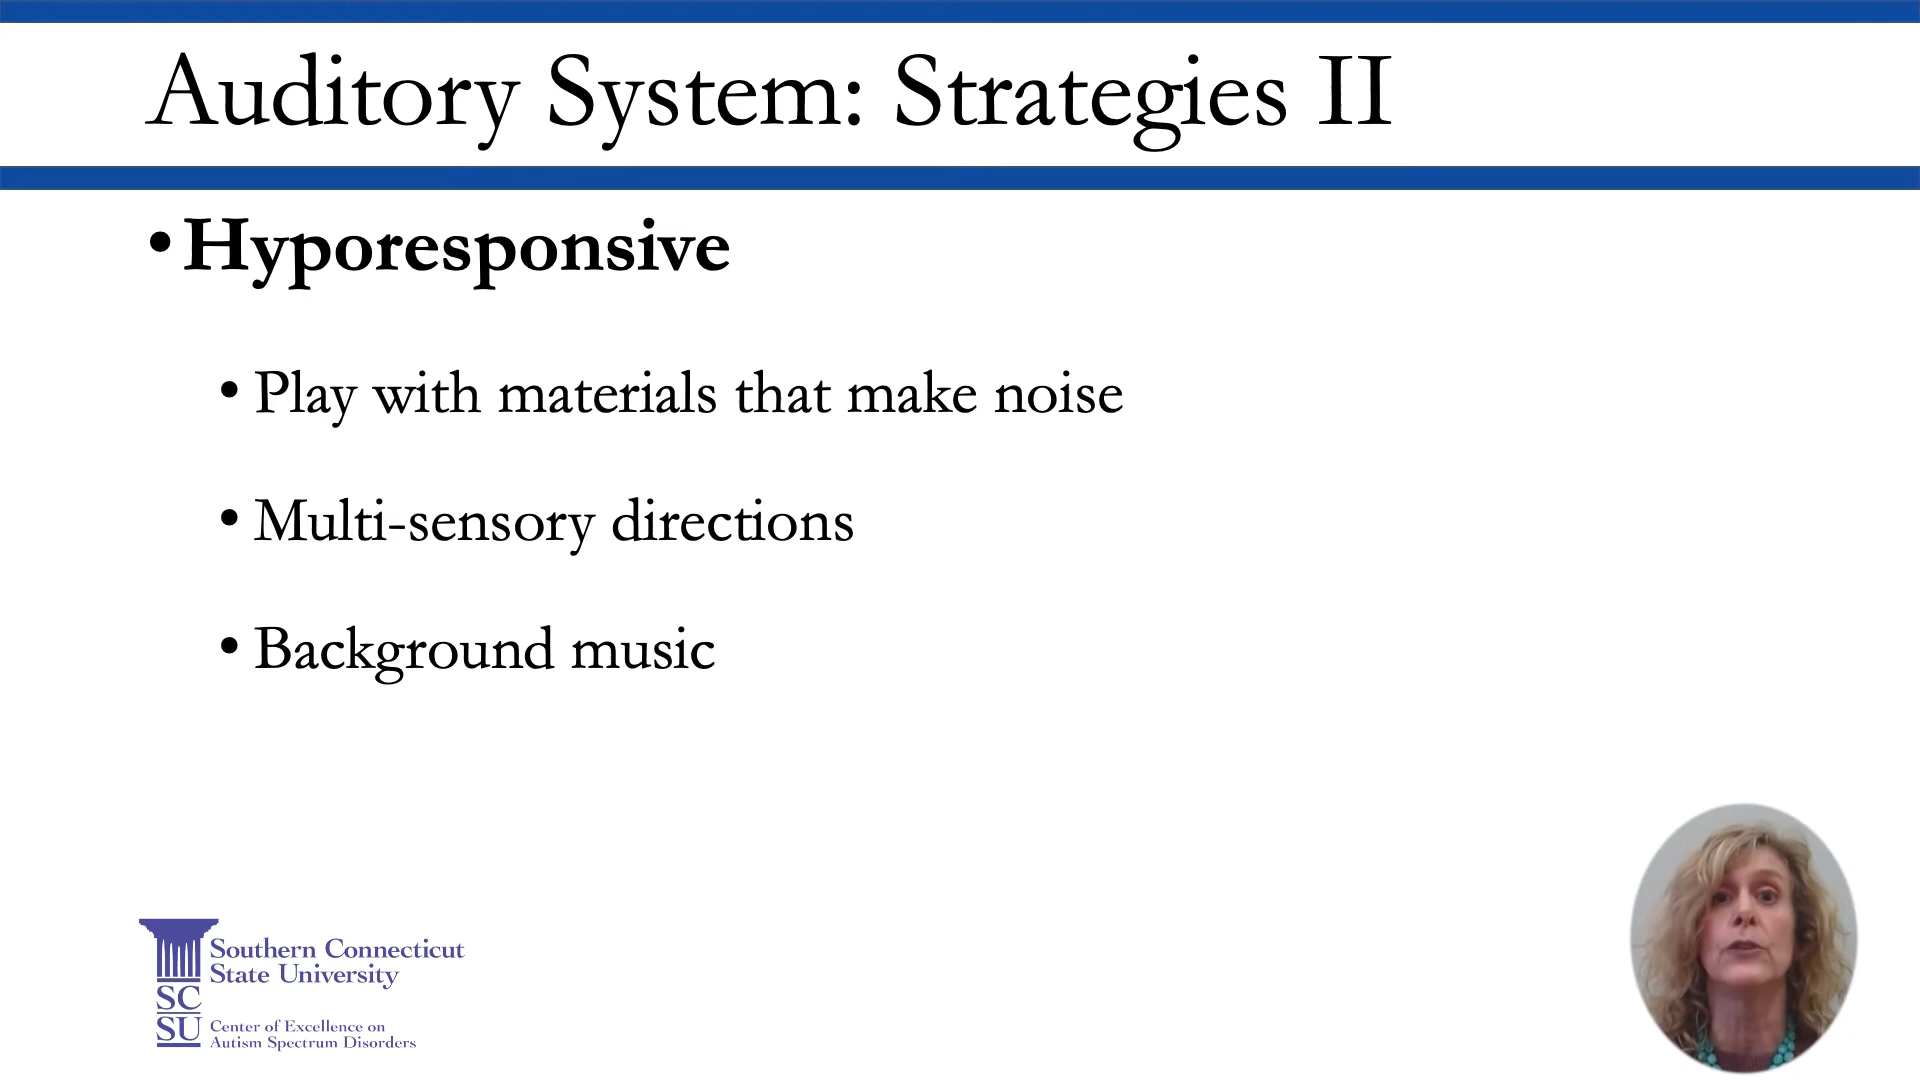 Auditory System: Strategies II
•Hyporesponsive
• Play with materials that make noise
• Multi-sensory directions
• Background music
Southern Connecticut
State University
SC
SU
Center of Excellence on
Autism Spectrum Disorders